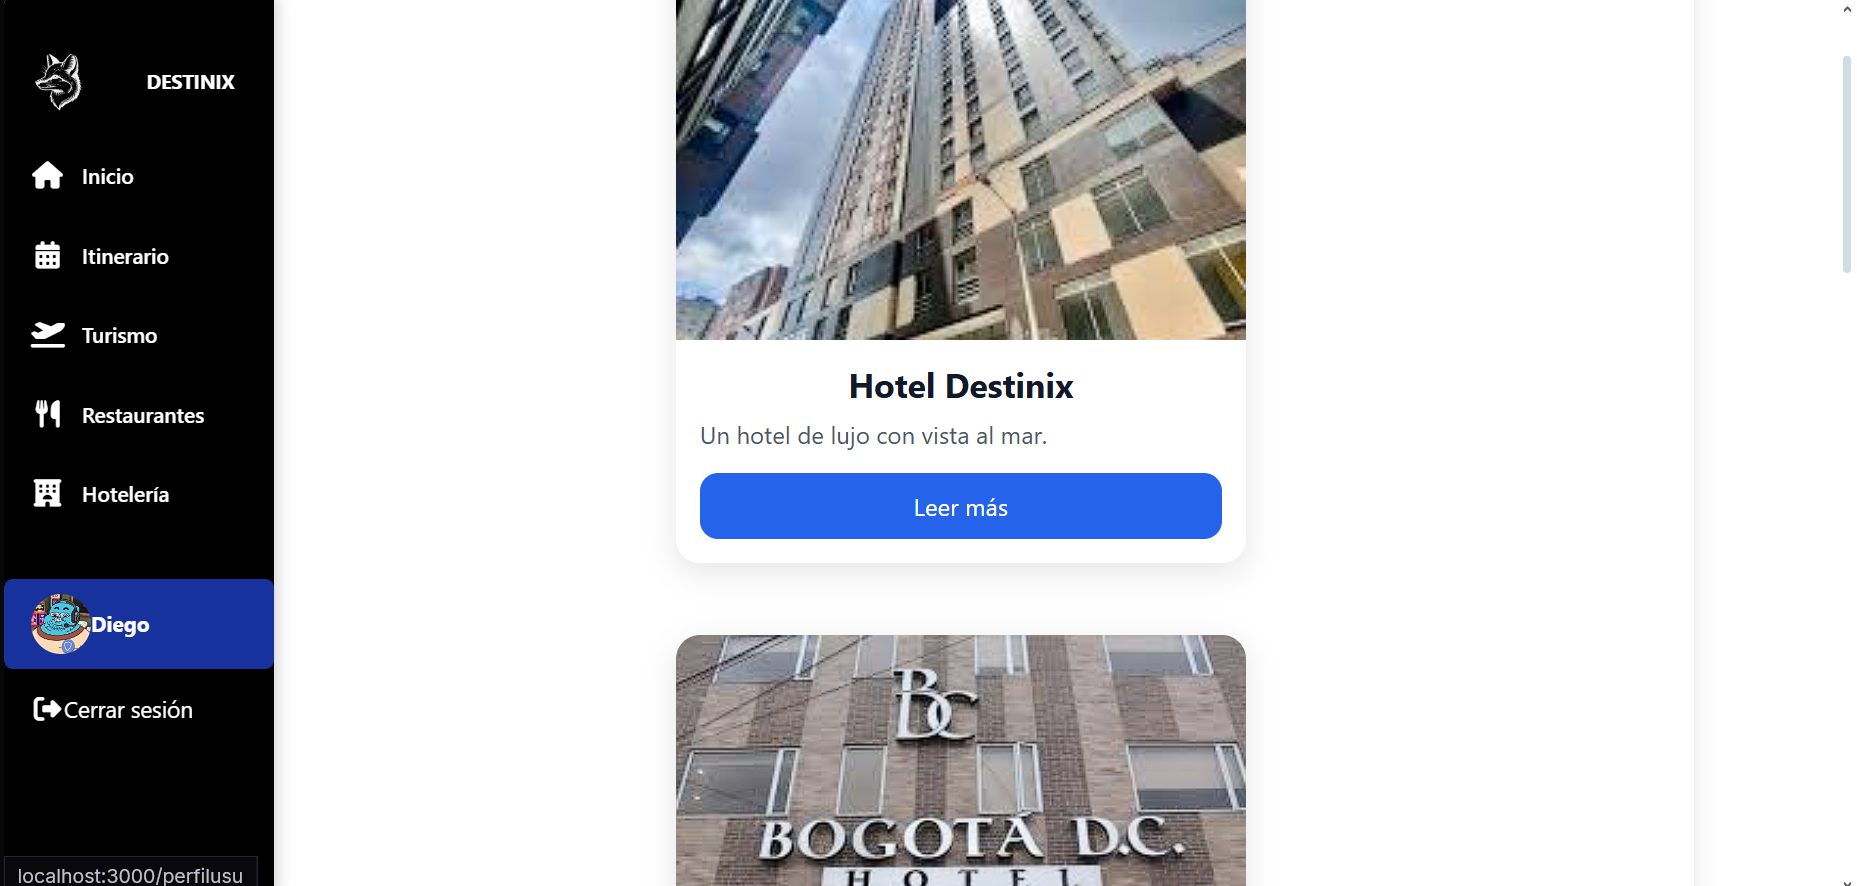 DESTINIX
Inicio
Itinerario
Turismo
Restaurantes
Hotelería
Diego
Cerrar sesión
localhost:3000/perfilusu
Hotel Destinix
Un hotel de lujo con vista al mar.
Leer más
BC
BOGOTÁ D.C.
HOTEL